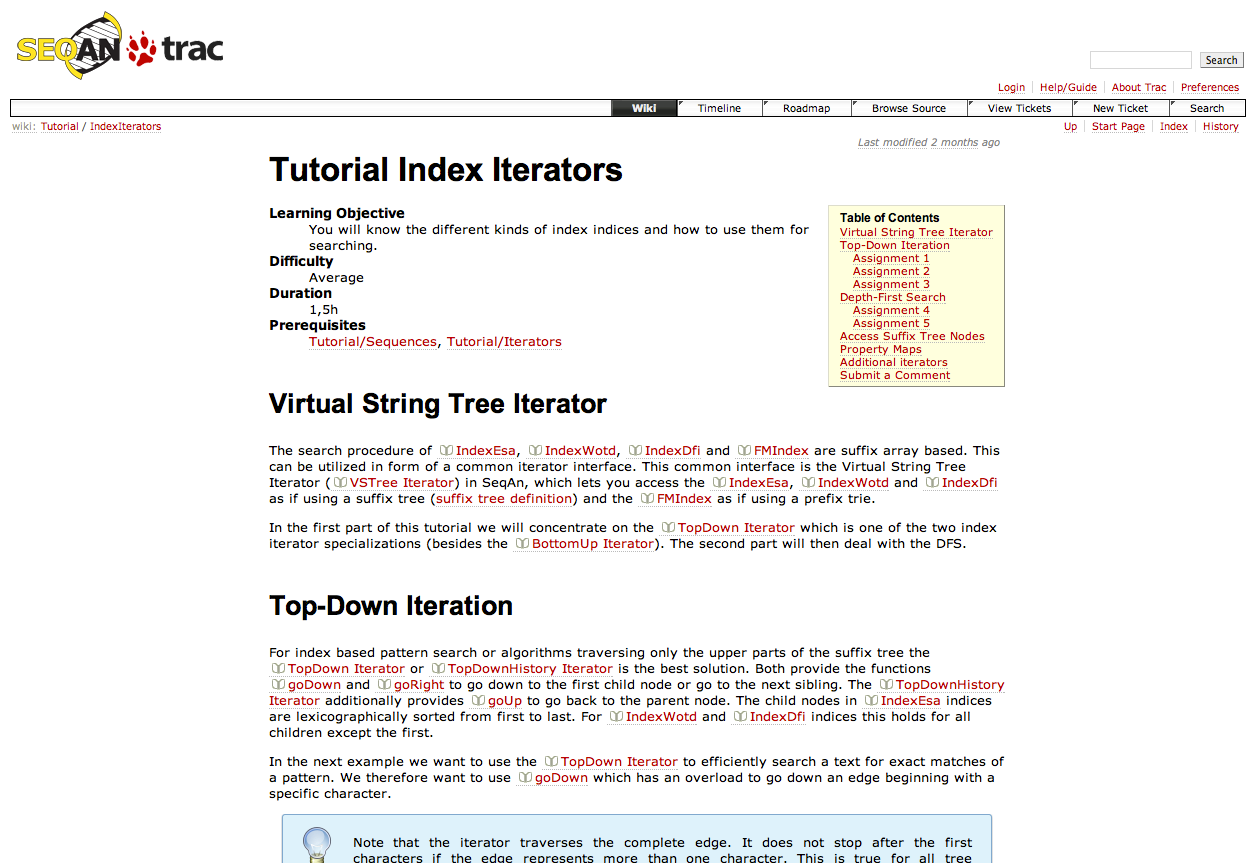 SEQAN trac
Search
Login Help/Guide About Trac Preferences
Wiki Timeline Roadmap Browse Source View Tickets New Ticket Search
wiki: Tutorial / IndexIterators
Up Start Page Index History
Last modified 2 months ago
Tutorial Index Iterators
Learning Objective
You will know the different kinds of index indices and how to use them for
searching.
Difficulty
Average
Duration
1,5h
Prerequisites
Tutorial/Sequences, Tutorial/Iterators
Table of Contents
Virtual String Tree Iterator
Top-Down Iteration
Assignment 1
Assignment 2
Assignment 3
Depth-First Search
Assignment 4
Assignment 5
Access Suffix Tree Nodes
Property Maps
Additional iterators
Submit a Comment
Virtual String Tree Iterator
The search procedure of IndexEsa, IndexWotd, IndexDfi and FMIndex are suffix array based. This
can be utilized in form of a common iterator interface. This common interface is the Virtual String Tree
Iterator (VSTree Iterator) in SeqAn, which lets you access the IndexEsa, IndexWotd and IndexDfi
as if using a suffix tree (suffix tree definition) and the FMIndex as if using a prefix trie.
In the first part of this tutorial we will concentrate on the TopDown Iterator which is one of the two index
iterator specializations (besides the BottomUp Iterator). The second part will then deal with the DFS.
Top-Down Iteration
For index based pattern search or algorithms traversing only the upper parts of the suffix tree the
TopDown Iterator or TopDownHistory Iterator is the best solution. Both provide the functions
goDown and goRight to go down to the first child node or go to the next sibling. The TopDownHistory
Iterator additionally provides goUp to go back to the parent node. The child nodes in IndexEsa indices
are lexicographically sorted from first to last. For IndexWotd and IndexDfi indices this holds for all
children except the first.
In the next example we want to use the TopDown Iterator to efficiently search a text for exact matches of
a pattern. We therefore want to use goDown which has an overload to go down an edge beginning with a
specific character.
Note that the iterator traverses the complete edge. It does not stop after the first
characters if the edge represents more than one character. This is true for all tree